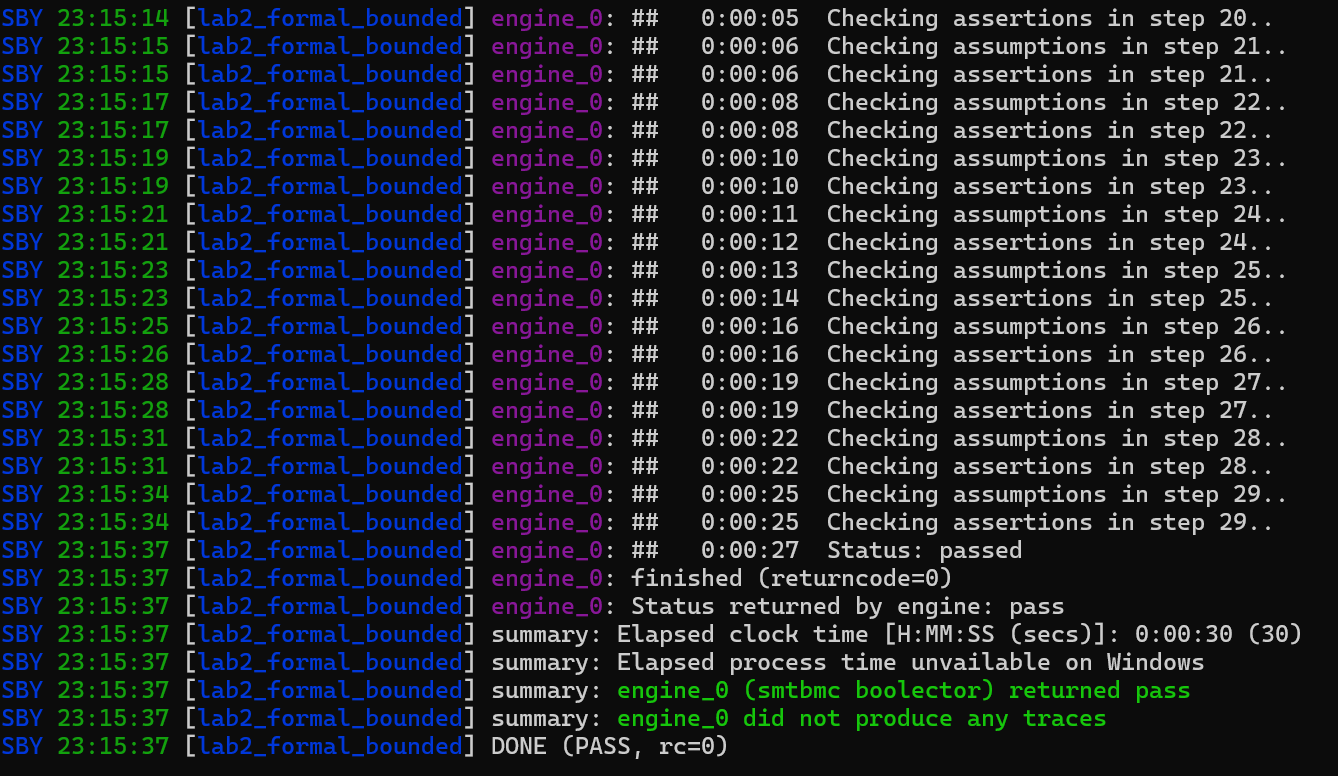 SBY 23:15:14 [lab2_formal_bounded] engine_0: ##   0:00:05  Checking assertions in step 20..
SBY 23:15:15 [lab2_formal_bounded] engine_0: ##   0:00:06  Checking assumptions in step 21..
SBY 23:15:15 [lab2_formal_bounded] engine_0: ##   0:00:06  Checking assertions in step 21..
SBY 23:15:17 [lab2_formal_bounded] engine_0: ##   0:00:08  Checking assumptions in step 22..
SBY 23:15:17 [lab2_formal_bounded] engine_0: ##   0:00:08  Checking assertions in step 22..
SBY 23:15:19 [lab2_formal_bounded] engine_0: ##   0:00:10  Checking assumptions in step 23..
SBY 23:15:19 [lab2_formal_bounded] engine_0: ##   0:00:10  Checking assertions in step 23..
SBY 23:15:21 [lab2_formal_bounded] engine_0: ##   0:00:11  Checking assumptions in step 24..
SBY 23:15:21 [lab2_formal_bounded] engine_0: ##   0:00:12  Checking assertions in step 24..
SBY 23:15:23 [lab2_formal_bounded] engine_0: ##   0:00:13  Checking assumptions in step 25..
SBY 23:15:23 [lab2_formal_bounded] engine_0: ##   0:00:14  Checking assertions in step 25..
SBY 23:15:25 [lab2_formal_bounded] engine_0: ##   0:00:16  Checking assumptions in step 26..
SBY 23:15:26 [lab2_formal_bounded] engine_0: ##   0:00:16  Checking assertions in step 26..
SBY 23:15:28 [lab2_formal_bounded] engine_0: ##   0:00:19  Checking assumptions in step 27..
SBY 23:15:28 [lab2_formal_bounded] engine_0: ##   0:00:19  Checking assertions in step 27..
SBY 23:15:31 [lab2_formal_bounded] engine_0: ##   0:00:22  Checking assumptions in step 28..
SBY 23:15:31 [lab2_formal_bounded] engine_0: ##   0:00:22  Checking assertions in step 28..
SBY 23:15:34 [lab2_formal_bounded] engine_0: ##   0:00:25  Checking assumptions in step 29..
SBY 23:15:34 [lab2_formal_bounded] engine_0: ##   0:00:25  Checking assertions in step 29..
SBY 23:15:37 [lab2_formal_bounded] engine_0: ##   0:00:27  Status: passed
SBY 23:15:37 [lab2_formal_bounded] engine_0: finished (returncode=0)
SBY 23:15:37 [lab2_formal_bounded] engine_0: Status returned by engine: pass
SBY 23:15:37 [lab2_formal_bounded] summary: Elapsed clock time [H:MM:SS (secs)]: 0:00:30 (30)
SBY 23:15:37 [lab2_formal_bounded] summary: Elapsed process time unvailable on Windows
SBY 23:15:37 [lab2_formal_bounded] summary: engine_0 (smtbmc boolector) returned pass
SBY 23:15:37 [lab2_formal_bounded] summary: engine_0 did not produce any traces
SBY 23:15:37 [lab2_formal_bounded] DONE (PASS, rc=0)